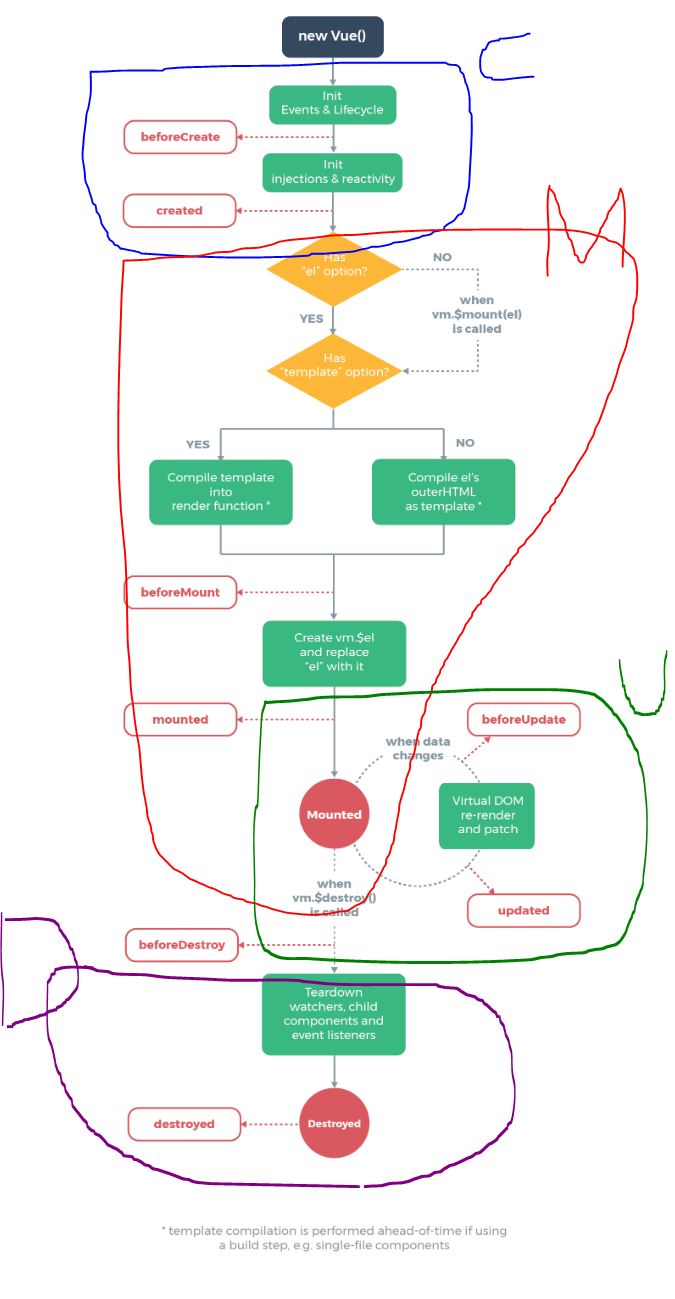 new Vue()
C
Init
Events & Lifecycle
beforeCreate
Init
injections & reactivity
created
M
Has
"el" option?
NO
when
vm.$mount(el)
is called
YES
Has
"template" option?
YES
NO
Compile template
into
render function *
Compile el's
outerHTML
as template *
beforeMount
Create vm.$el
and replace
"el" with it
U
mounted
beforeUpdate
when data
changes
Mounted
Virtual DOM
re-render
and patch
when
vm.$destroy()
is called
updated
D
beforeDestroy
Teardown
watchers, child
components and
event listeners
destroyed
Destroyed
* template compilation is performed ahead-of-time if using
a build step, e.g. single-file components